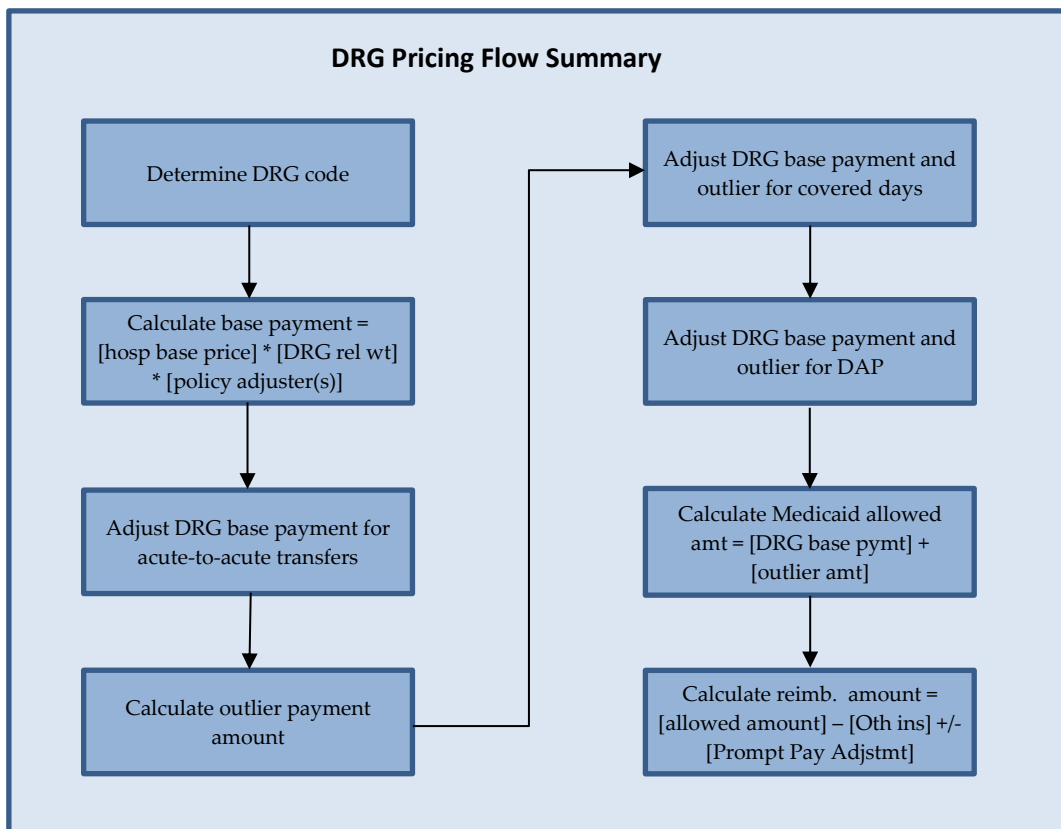 DRG Pricing Flow Summary
Determine DRG code
Calculate base payment =
[hosp base price] * [DRG rel wt]
* [policy adjuster(s)]
Adjust DRG base payment for
acute-to-acute transfers
Calculate outlier payment
amount
Adjust DRG base payment and
outlier for covered days
Adjust DRG base payment and
outlier for DAP
Calculate Medicaid allowed
amt = [DRG base pymt] +
[outlier amt]
Calculate reimb. amount =
[allowed amount] – [Oth ins] +/-
[Prompt Pay Adjstmt]